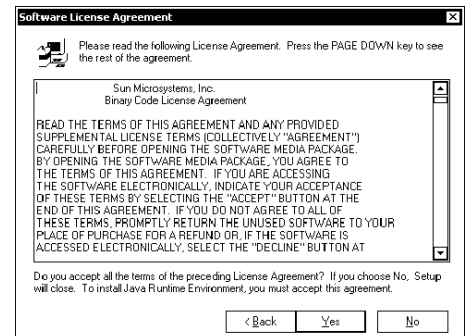 Software License Agreement
Please read the following License Agreement. Press the PAGE DOWN key to see
the rest of the agreement.
Sun Microsystems, Inc.
Binary Code License Agreement
READ THE TERMS OF THIS AGREEMENT AND ANY PROVIDED
SUPPLEMENTAL LICENSE TERMS (COLLECTIVELY "AGREEMENT")
CAREFULLY BEFORE OPENING THE SOFTWARE MEDIA PACKAGE.
BY OPENING THE SOFTWARE MEDIA PACKAGE, YOU AGREE TO
THE TERMS OF THIS AGREEMENT. IF YOU ARE ACCESSING
THE SOFTWARE ELECTRONICALLY, INDICATE YOUR ACCEPTANCE
OF THESE TERMS BY SELECTING THE "ACCEPT" BUTTON AT THE
END OF THIS AGREEMENT. IF YOU DO NOT AGREE TO ALL OF
THESE TERMS, PROMPTLY RETURN THE UNUSED SOFTWARE TO YOUR
PLACE OF PURCHASE FOR A REFUND OR, IF THE SOFTWARE IS
ACCESSED ELECTRONICALLY, SELECT THE "DECLINE" BUTTON AT
Do you accept all the terms of the preceding License Agreement? If you choose No, Setup
will close. To install Java Runtime Environment, you must accept this agreement.
< Back Yes No